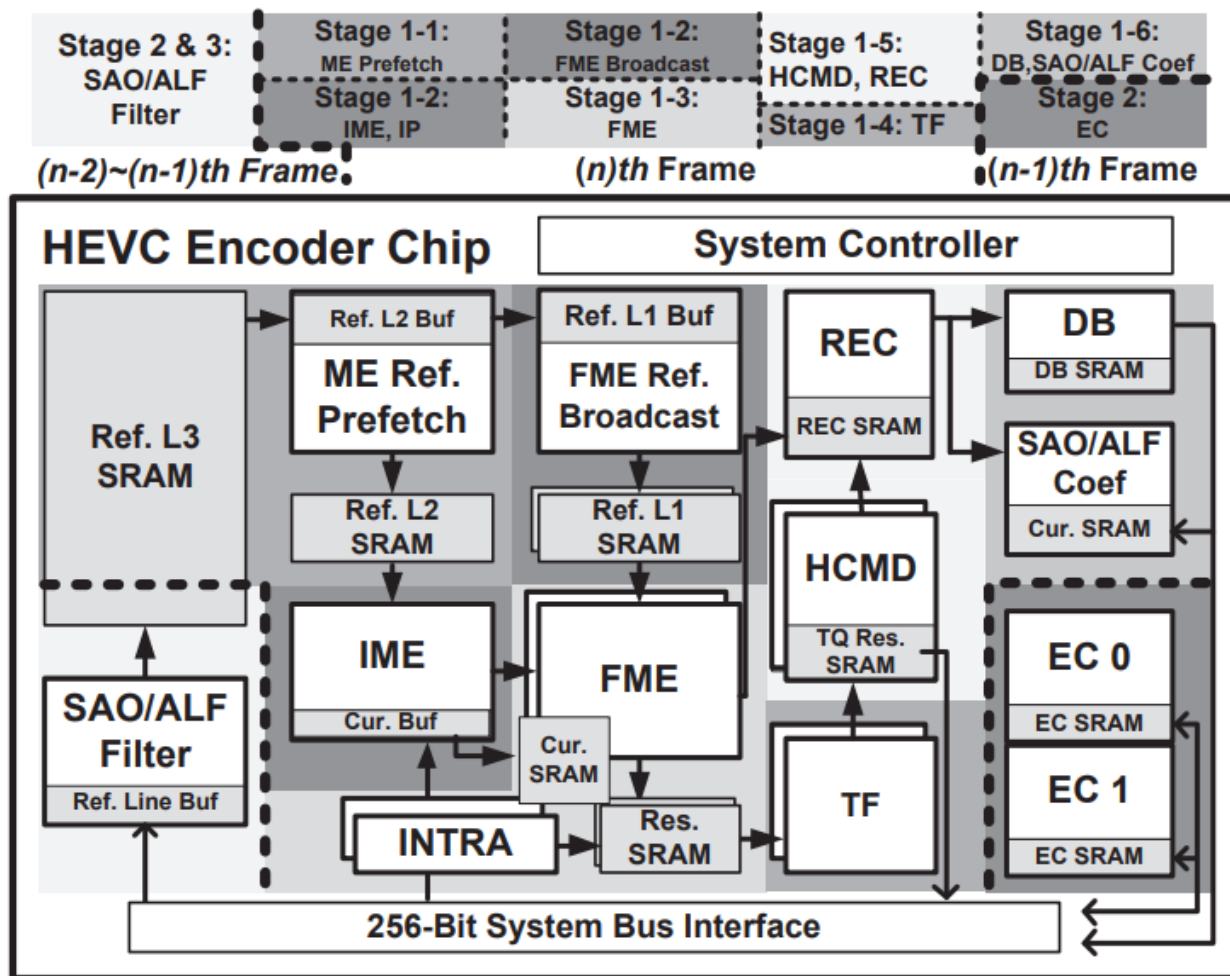 Stage 2 & 3:
SAO/ALF
Filter
Stage 1-1:
ME Prefetch
Stage 1-2:
IME, IP
Stage 1-2:
FME Broadcast
Stage 1-3:
FME
Stage 1-5:
HCMD, REC
Stage 1-4: TF
Stage 1-6:
DB,SAO/ALF Coef
Stage 2:
EC
(n-2)~(n-1)th Frame
(n)th Frame
(n-1)th Frame
HEVC Encoder Chip
System Controller
Ref. L3
SRAM
Ref. L2 Buf
ME Ref.
Prefetch
Ref. L2
SRAM
Ref. L1 Buf
FME Ref.
Broadcast
Ref. L1
SRAM
REC
REC SRAM
DB
DB SRAM
SAO/ALF
Coef
Cur. SRAM
HCMD
TQ Res.
SRAM
IME
Cur. Buf
FME
Cur.
SRAM
SAO/ALF
Filter
Ref. Line Buf
INTRA
Res.
SRAM
TF
EC 0
EC SRAM
EC 1
EC SRAM
256-Bit System Bus Interface